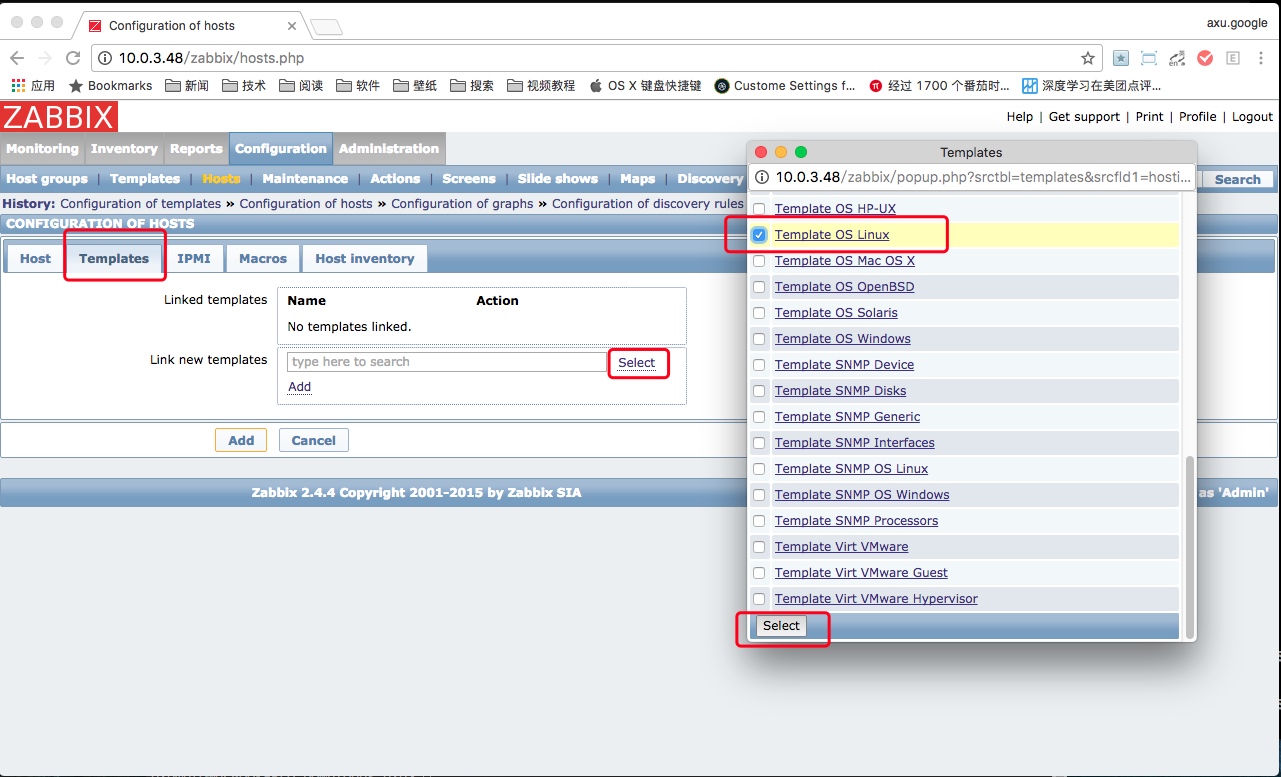 Configuration of hosts
axu.google
10.0.3.48/zabbix/hosts.php
应用 Bookmarks 新闻 技术 阅读 软件 壁纸 搜索 视频教程 OS X 键盘快捷键 Custome Settings f... 经过 1700 个番茄时... 深度学习在美团点评...
ZABBIX
Help | Get support | Print | Profile | Logout
Monitoring Inventory Reports Configuration Administration
Host groups | Templates | Hosts | Maintenance | Actions | Screens | Slide shows | Maps | Discovery
Search
History: Configuration of templates » Configuration of hosts » Configuration of graphs » Configuration of discovery rules
CONFIGURATION OF HOSTS
Host Templates IPMI Macros Host inventory
Linked templates
Name Action
No templates linked.
Link new templates
type here to search
Select
Add
Add Cancel
Zabbix 2.4.4 Copyright 2001-2015 by Zabbix SIA
as 'Admin'
Templates
10.0.3.48/zabbix/popup.php?srctbl=templates&srcfld1=hosti...
Template OS HP-UX
Template OS Linux
Template OS Mac OS X
Template OS OpenBSD
Template OS Solaris
Template OS Windows
Template SNMP Device
Template SNMP Disks
Template SNMP Generic
Template SNMP Interfaces
Template SNMP OS Linux
Template SNMP OS Windows
Template SNMP Processors
Template Virt VMware
Template Virt VMware Guest
Template Virt VMware Hypervisor
Select